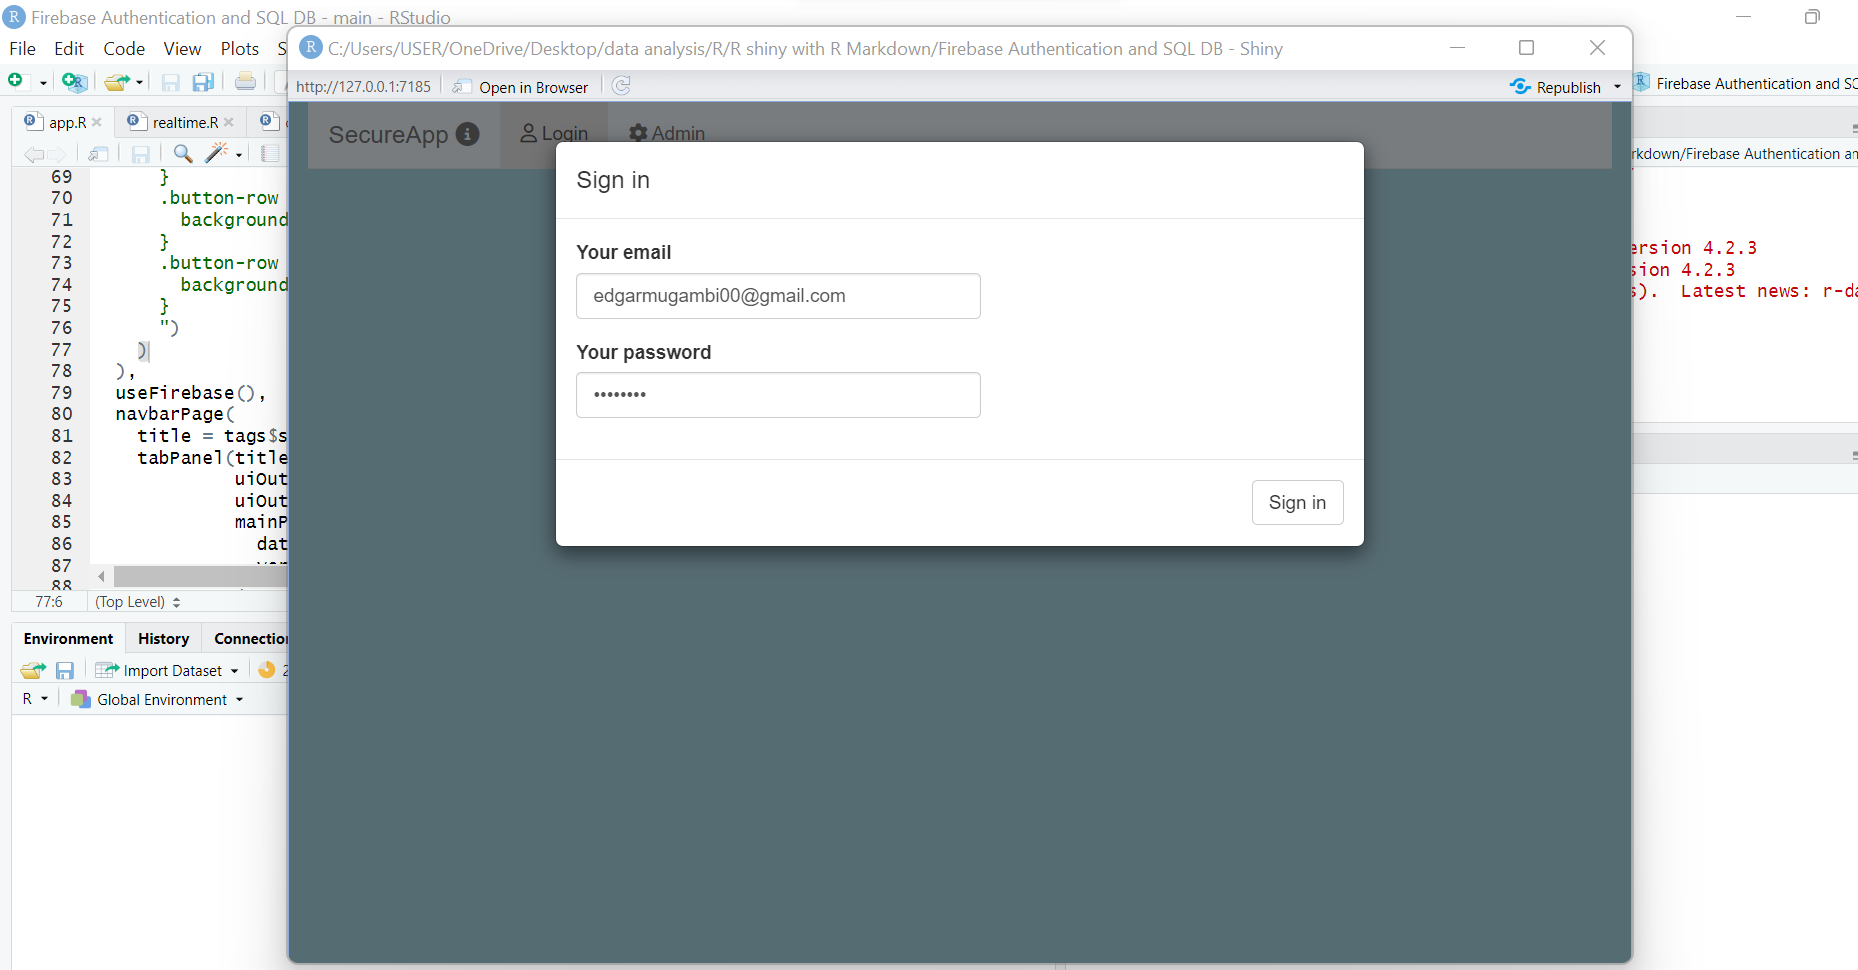 Firebase Authentication and SQL DB - main - RStudio
File Edit Code View Plots S
C:/Users/USER/OneDrive/Desktop/data analysis/R/R shiny with R Markdown/Firebase Authentication and SQL DB - Shiny
http://127.0.0.1:7185 Open in Browser Republish
Firebase Authentication and SC
app.R realtime.R
SecureApp Login Admin
rkdown/Firebase Authentication an
Sign in
Your email
edgarmugambi00@gmail.com
Your password
••••••••
Sign in
69 }
70 .button-row
71 background
72 }
73 .button-row
74 background
75 }
76 ")
77 )
78 ),
79 useFirebase(),
80 navbarPage(
81 title = tags$s
82 tabPanel(title
83 uiOut
84 uiOut
85 mainP
86 dat
87
88
77:6 (Top Level)
ersion 4.2.3
sion 4.2.3
s). Latest news: r-da
Environment History Connection
Import Dataset 2
R Global Environment